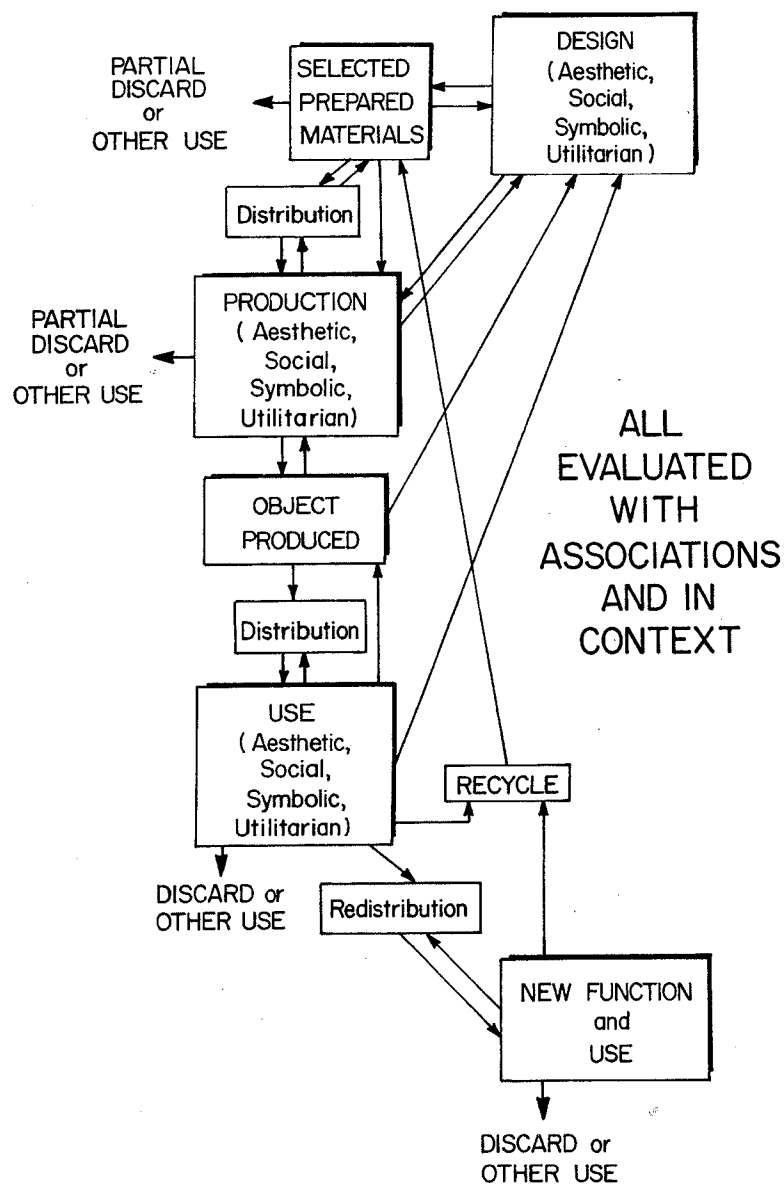 PARTIAL
DISCARD
or
OTHER USE
SELECTED
PREPARED
MATERIALS
DESIGN
(Aesthetic,
Social,
Symbolic,
Utilitarian)
Distribution
PARTIAL
DISCARD
or
OTHER USE
PRODUCTION
(Aesthetic,
Social,
Symbolic,
Utilitarian)
OBJECT
PRODUCED
ALL
EVALUATED
WITH
ASSOCIATIONS
AND IN
CONTEXT
Distribution
USE
(Aesthetic,
Social,
Symbolic,
Utilitarian)
RECYCLE
DISCARD or
OTHER USE
Redistribution
NEW FUNCTION
and
USE
DISCARD or
OTHER USE